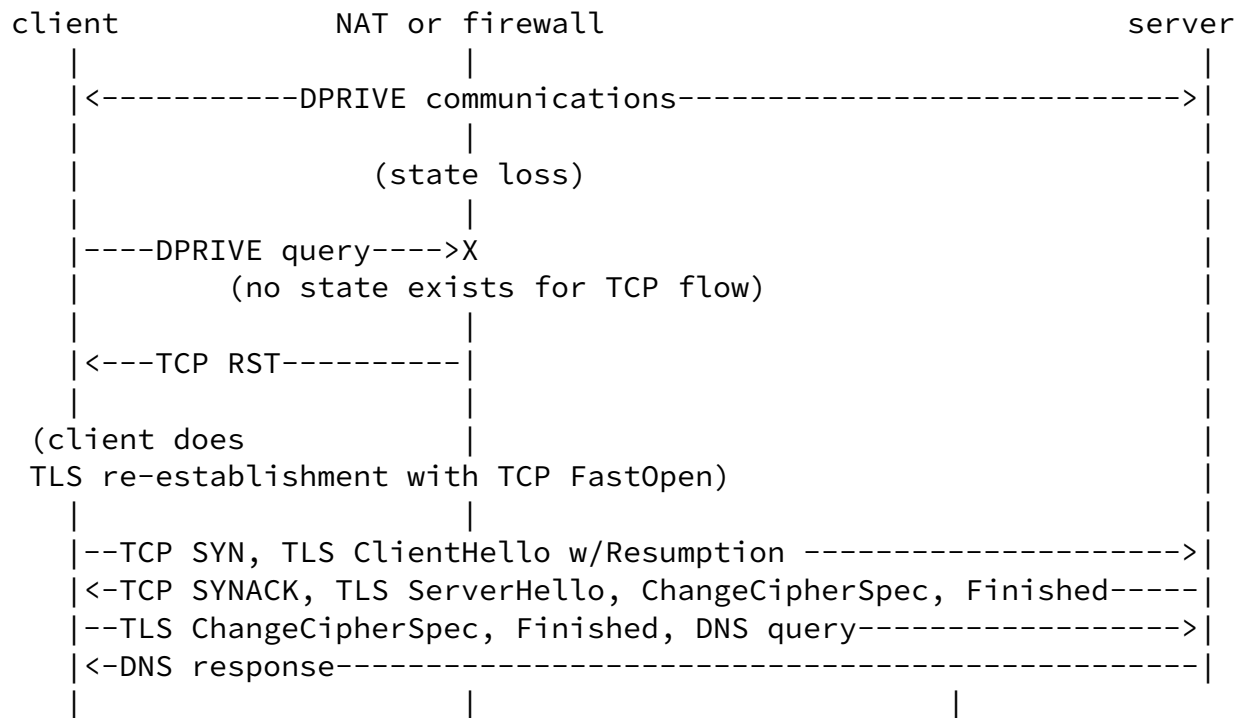 client NAT or firewall server
|<-----------DPRIVE communications---------------------------->|
(state loss)
|----DPRIVE query---->X
(no state exists for TCP flow)
|<---TCP RST----------|
(client does
TLS re-establishment with TCP FastOpen)
|--TCP SYN, TLS ClientHello w/Resumption --------------------->|
|<-TCP SYNACK, TLS ServerHello, ChangeCipherSpec, Finished-----|
|--TLS ChangeCipherSpec, Finished, DNS query------------------>|
|<-DNS response------------------------------------------------|